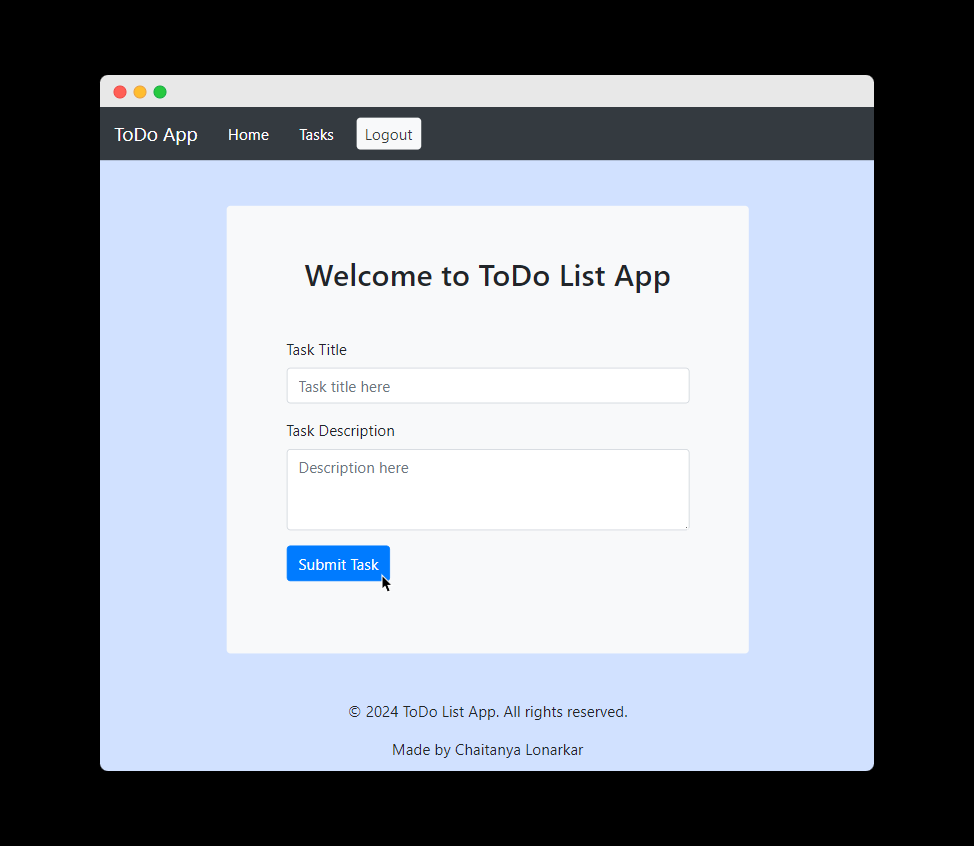 ToDo App Home Tasks Logout
Welcome to ToDo List App
Task Title
Task title here
Task Description
Description here
Submit Task
© 2024 ToDo List App. All rights reserved.
Made by Chaitanya Lonarkar